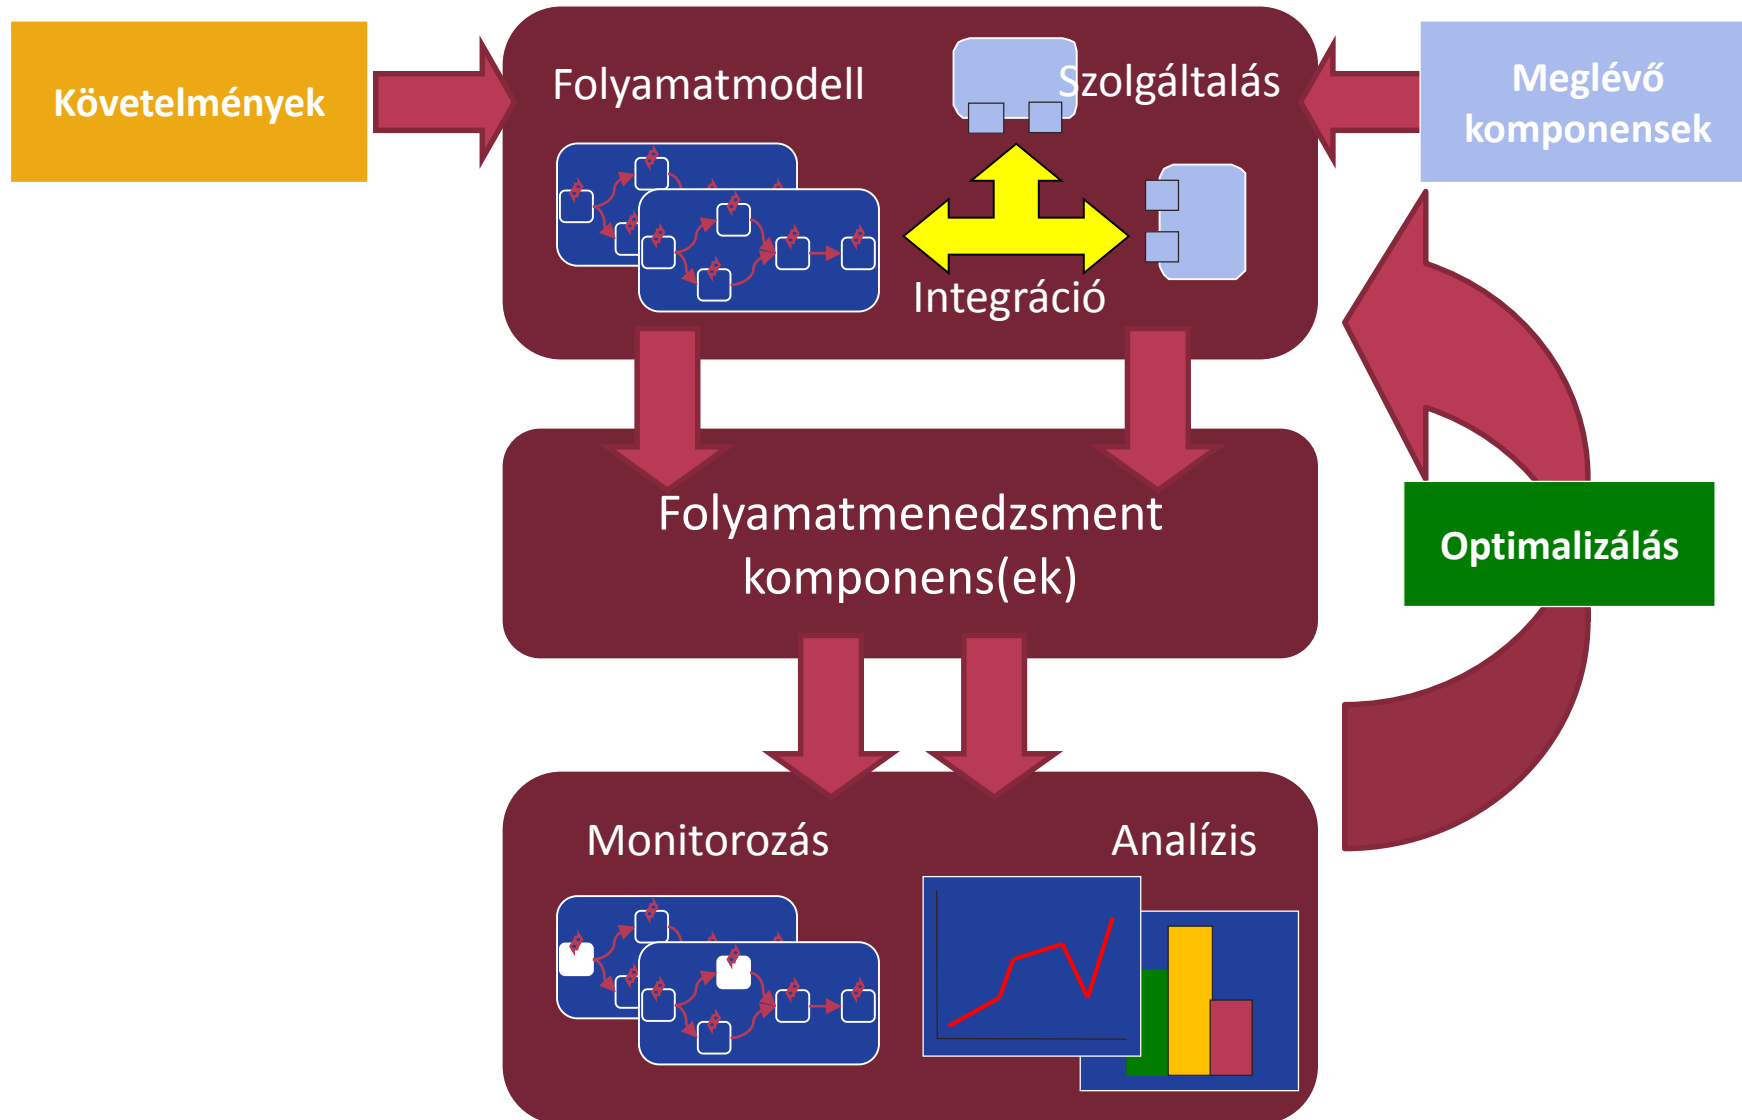 Követelmények
Folyamatmodell
Szolgáltalás
Meglévő
komponensek
Integráció
Folyamatmenedzsment
komponens(ek)
Optimalizálás
Monitorozás
Analízis